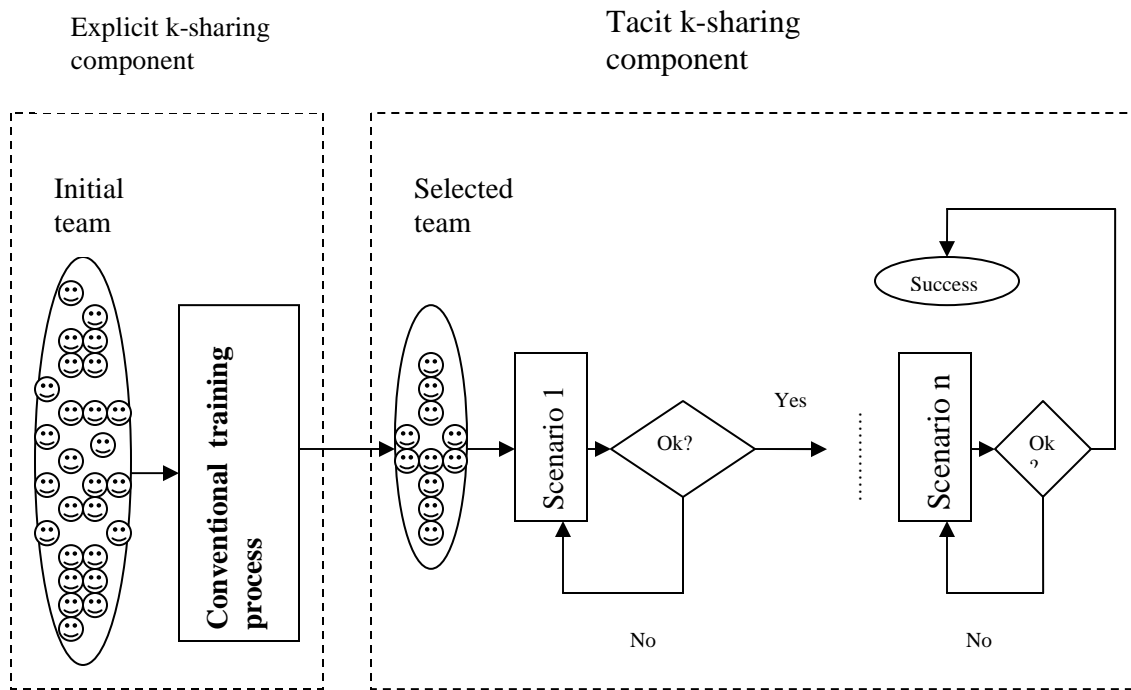 Explicit k-sharing
component
Tacit k-sharing
component
Initial
team
Conventional training
process
Selected
team
Scenario 1
Ok?
Yes
No
Scenario n
Ok
?
No
Success